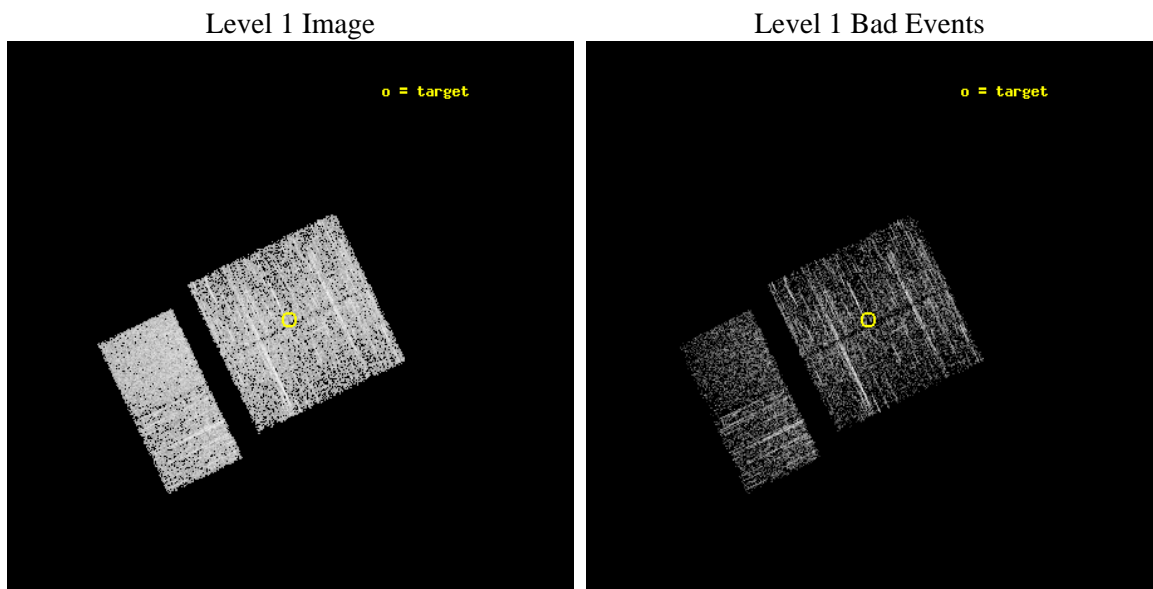 Level 1 Image
Level 1 Bad Events
o = target
o = target